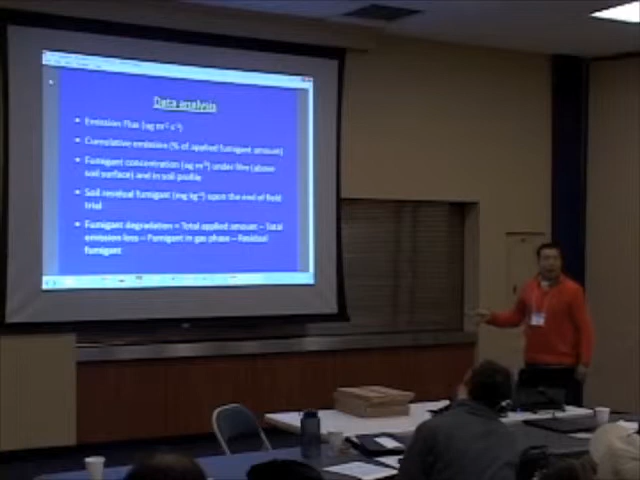 Data analysis
• Emission Flux (ug m⁻² s⁻¹)
• Cumulative emission (% of applied fumigant amount)
• Fumigant concentration (ug m⁻³) under film (above
soil surface) and in soil profile
• Soil residual fumigant (mg kg⁻¹) upon the end of field
trial
• Fumigant degradation = Total applied amount – Total
emission loss – Fumigant in gas phase – Residual
fumigant